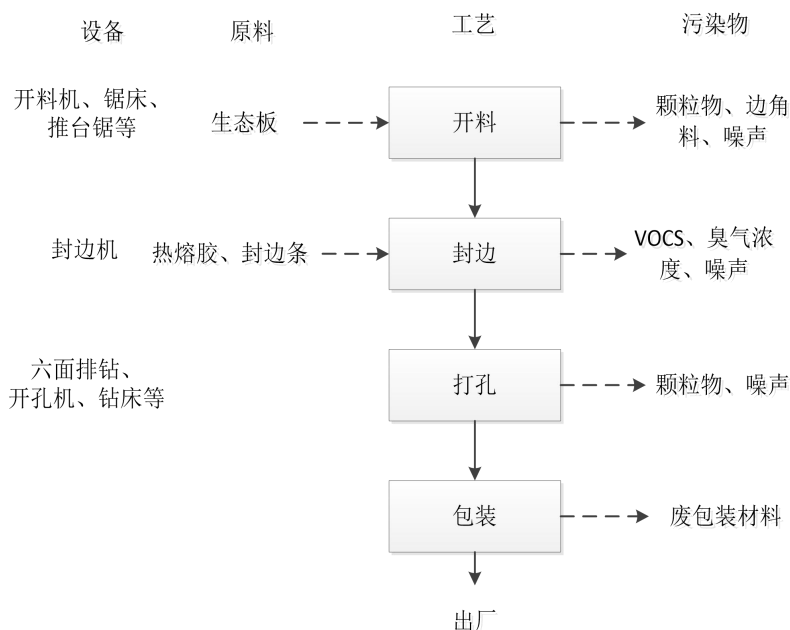 设备
原料
工艺
污染物
开料机、锯床、
推台锯等
生态板
开料
颗粒物、边角
料、噪声
封边机
热熔胶、封边条
封边
VOCS、臭气浓
度、噪声
六面排钻、
开孔机、钻床等
打孔
颗粒物、噪声
包装
废包装材料
出厂